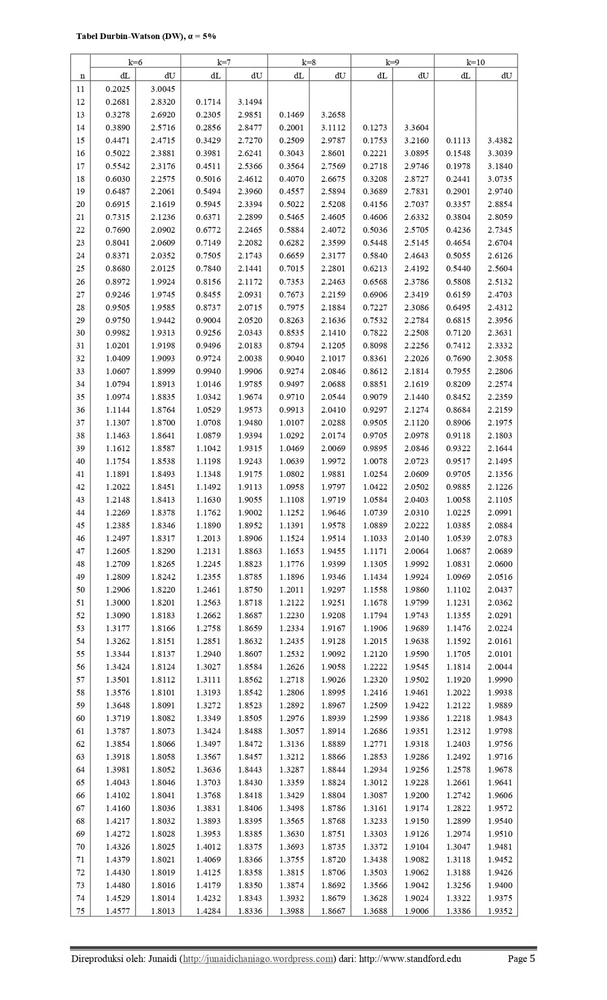 Tabel Durbin-Watson (DW), α = 5%
k=6 k=7 k=8 k=9 k=10
n dL dU dL dU dL dU dL dU dL dU
11 0.2025 3.0045
12 0.2681 2.8320 0.1714 3.1494
13 0.3278 2.6920 0.2305 2.9851 0.1469 3.2658
14 0.3890 2.5716 0.2856 2.8477 0.2001 3.1112 0.1273 3.3604
15 0.4471 2.4715 0.3429 2.7270 0.2509 2.9787 0.1753 3.2160 0.1113 3.4382
16 0.5022 2.3881 0.3981 2.6241 0.3043 2.8601 0.2221 3.0895 0.1548 3.3039
17 0.5542 2.3176 0.4511 2.5366 0.3564 2.7569 0.2718 2.9746 0.1978 3.1840
18 0.6030 2.2575 0.5016 2.4612 0.4070 2.6675 0.3208 2.8727 0.2441 3.0735
19 0.6487 2.2061 0.5494 2.3960 0.4557 2.5894 0.3689 2.7831 0.2901 2.9740
20 0.6915 2.1619 0.5945 2.3394 0.5022 2.5208 0.4156 2.7037 0.3357 2.8854
21 0.7315 2.1236 0.6371 2.2899 0.5465 2.4605 0.4606 2.6332 0.3804 2.8059
22 0.7690 2.0902 0.6772 2.2465 0.5884 2.4072 0.5036 2.5705 0.4236 2.7345
23 0.8041 2.0609 0.7149 2.2082 0.6282 2.3599 0.5448 2.5145 0.4654 2.6704
24 0.8371 2.0352 0.7505 2.1743 0.6659 2.3177 0.5840 2.4643 0.5055 2.6126
25 0.8680 2.0125 0.7840 2.1441 0.7015 2.2801 0.6213 2.4192 0.5440 2.5604
26 0.8972 1.9924 0.8156 2.1172 0.7353 2.2463 0.6568 2.3786 0.5808 2.5132
27 0.9246 1.9745 0.8455 2.0931 0.7673 2.2159 0.6906 2.3419 0.6159 2.4703
28 0.9505 1.9585 0.8737 2.0715 0.7975 2.1884 0.7227 2.3086 0.6495 2.4312
29 0.9750 1.9442 0.9004 2.0520 0.8263 2.1636 0.7532 2.2784 0.6815 2.3956
30 0.9982 1.9313 0.9256 2.0343 0.8535 2.1410 0.7822 2.2508 0.7120 2.3631
31 1.0201 1.9198 0.9496 2.0183 0.8794 2.1205 0.8098 2.2256 0.7412 2.3332
32 1.0409 1.9093 0.9724 2.0038 0.9040 2.1017 0.8361 2.2026 0.7690 2.3058
33 1.0607 1.8999 0.9940 1.9906 0.9274 2.0846 0.8612 2.1814 0.7955 2.2806
34 1.0794 1.8913 1.0146 1.9785 0.9497 2.0688 0.8851 2.1619 0.8209 2.2574
35 1.0974 1.8835 1.0342 1.9674 0.9710 2.0544 0.9079 2.1440 0.8452 2.2359
36 1.1144 1.8764 1.0529 1.9573 0.9913 2.0410 0.9297 2.1274 0.8684 2.2159
37 1.1307 1.8700 1.0708 1.9480 1.0107 2.0288 0.9505 2.1120 0.8906 2.1975
38 1.1463 1.8641 1.0879 1.9394 1.0292 2.0174 0.9705 2.0978 0.9118 2.1803
39 1.1612 1.8587 1.1042 1.9315 1.0469 2.0069 0.9895 2.0846 0.9322 2.1644
40 1.1754 1.8538 1.1198 1.9243 1.0639 1.9972 1.0078 2.0723 0.9517 2.1495
41 1.1891 1.8493 1.1348 1.9175 1.0802 1.9881 1.0254 2.0609 0.9705 2.1356
42 1.2022 1.8451 1.1492 1.9113 1.0958 1.9797 1.0422 2.0502 0.9885 2.1226
43 1.2148 1.8413 1.1630 1.9055 1.1108 1.9719 1.0584 2.0403 1.0058 2.1105
44 1.2269 1.8378 1.1762 1.9002 1.1252 1.9646 1.0739 2.0310 1.0225 2.0991
45 1.2385 1.8346 1.1890 1.8952 1.1391 1.9578 1.0889 2.0222 1.0385 2.0884
46 1.2497 1.8317 1.2013 1.8906 1.1524 1.9514 1.1033 2.0140 1.0539 2.0783
47 1.2605 1.8290 1.2131 1.8863 1.1653 1.9455 1.1171 2.0064 1.0687 2.0689
48 1.2709 1.8265 1.2245 1.8823 1.1776 1.9399 1.1305 1.9992 1.0831 2.0600
49 1.2809 1.8242 1.2355 1.8785 1.1896 1.9346 1.1434 1.9924 1.0969 2.0516
50 1.2906 1.8220 1.2461 1.8750 1.2011 1.9297 1.1558 1.9860 1.1102 2.0437
51 1.3000 1.8201 1.2563 1.8718 1.2122 1.9251 1.1678 1.9799 1.1231 2.0362
52 1.3090 1.8183 1.2662 1.8687 1.2230 1.9208 1.1794 1.9743 1.1355 2.0291
53 1.3177 1.8166 1.2758 1.8659 1.2334 1.9167 1.1906 1.9689 1.1476 2.0224
54 1.3262 1.8151 1.2851 1.8632 1.2435 1.9128 1.2015 1.9638 1.1592 2.0161
55 1.3344 1.8137 1.2940 1.8607 1.2532 1.9092 1.2120 1.9590 1.1705 2.0101
56 1.3424 1.8124 1.3027 1.8584 1.2626 1.9058 1.2222 1.9545 1.1814 2.0044
57 1.3501 1.8112 1.3111 1.8562 1.2718 1.9026 1.2320 1.9502 1.1920 1.9990
58 1.3576 1.8101 1.3193 1.8542 1.2806 1.8995 1.2416 1.9461 1.2022 1.9938
59 1.3648 1.8091 1.3272 1.8523 1.2892 1.8967 1.2509 1.9422 1.2122 1.9889
60 1.3719 1.8082 1.3349 1.8505 1.2976 1.8939 1.2599 1.9386 1.2218 1.9843
61 1.3787 1.8073 1.3424 1.8488 1.3057 1.8914 1.2686 1.9351 1.2312 1.9798
62 1.3854 1.8066 1.3497 1.8472 1.3136 1.8889 1.2771 1.9318 1.2403 1.9756
63 1.3918 1.8058 1.3567 1.8457 1.3212 1.8866 1.2853 1.9286 1.2492 1.9716
64 1.3981 1.8052 1.3636 1.8443 1.3287 1.8844 1.2934 1.9256 1.2578 1.9678
65 1.4043 1.8046 1.3703 1.8430 1.3359 1.8824 1.3012 1.9228 1.2661 1.9641
66 1.4102 1.8041 1.3768 1.8418 1.3429 1.8804 1.3087 1.9200 1.2742 1.9606
67 1.4160 1.8036 1.3831 1.8406 1.3498 1.8786 1.3161 1.9174 1.2822 1.9572
68 1.4217 1.8032 1.3893 1.8395 1.3565 1.8768 1.3233 1.9150 1.2899 1.9540
69 1.4272 1.8028 1.3953 1.8385 1.3630 1.8751 1.3303 1.9126 1.2974 1.9510
70 1.4326 1.8025 1.4012 1.8375 1.3693 1.8735 1.3372 1.9104 1.3047 1.9481
71 1.4379 1.8021 1.4069 1.8366 1.3755 1.8720 1.3438 1.9082 1.3118 1.9452
72 1.4430 1.8019 1.4125 1.8358 1.3815 1.8706 1.3503 1.9062 1.3188 1.9426
73 1.4480 1.8016 1.4179 1.8350 1.3874 1.8692 1.3566 1.9042 1.3256 1.9400
74 1.4529 1.8014 1.4232 1.8343 1.3932 1.8679 1.3628 1.9024 1.3322 1.9375
75 1.4577 1.8013 1.4284 1.8336 1.3988 1.8667 1.3688 1.9006 1.3386 1.9352
Direproduksi oleh: Junaidi (http://junaidichaniago.wordpress.com) dari: http://www.standford.edu Page 5